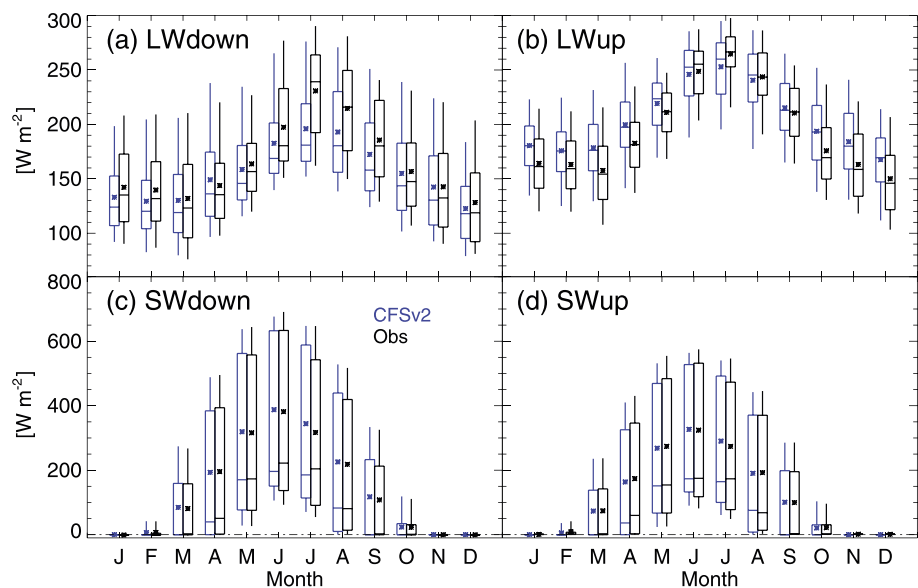 (a) LWdown
(b) LWup
[W m-2]
300
250
200
150
100
(c) SWdown
(d) SWup
CFSv2
Obs
[W m-2]
800
600
400
200
0
J F M A M J J A S O N D
J F M A M J J A S O N D
Month
Month